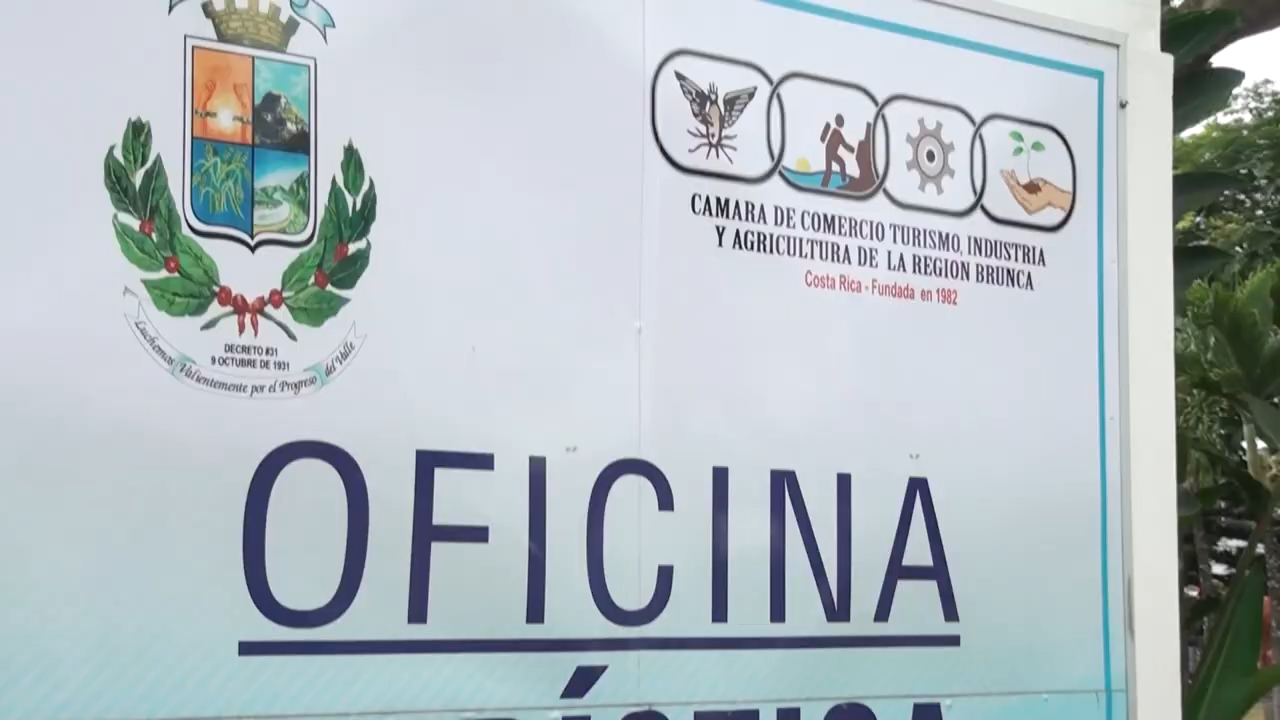 DECRETO #31
9 OCTUBRE DE 1931
Luchemos Valientemente por el Progreso del Valle
CAMARA DE COMERCIO TURISMO, INDUSTRIA
Y AGRICULTURA DE LA REGION BRUNCA
Costa Rica - Fundada en 1982
OFICINA